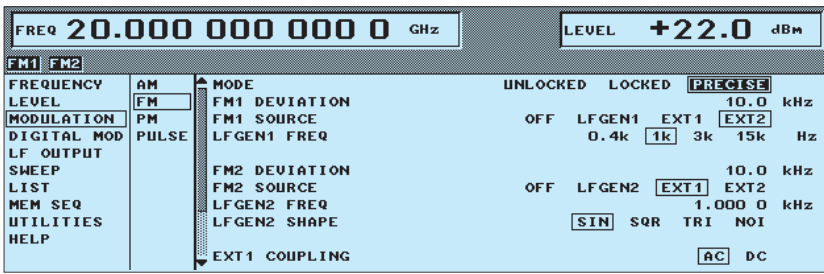 FREQ 20.000 000 000 0 GHz LEVEL +22.0 dBm
FM1 FM2
FREQUENCY AM MODE UNLOCKED LOCKED PRECISE
LEVEL FM FM1 DEVIATION 10.0 kHz
MODULATION PM FM1 SOURCE OFF LFGEN1 EXT1 EXT2
DIGITAL MOD PULSE LFGEN1 FREQ 0.4k 1k 3k 15k Hz
LF OUTPUT
SWEEP FM2 DEVIATION 10.0 kHz
LIST FM2 SOURCE OFF LFGEN2 EXT1 EXT2
MEM SEQ LFGEN2 FREQ 1.000 0 kHz
UTILITIES LFGEN2 SHAPE SIN SQR TRI NOI
HELP
EXT1 COUPLING AC DC